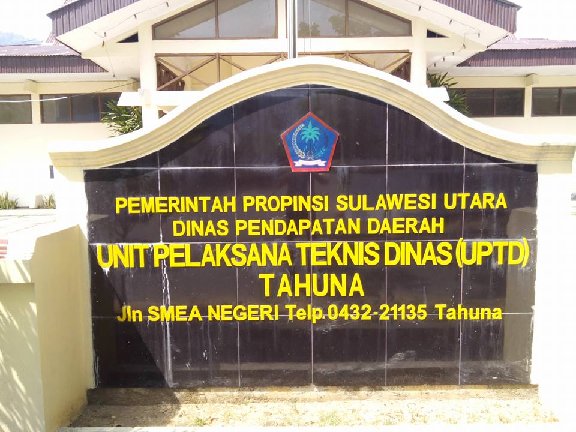 PEMERINTAH PROPINSI SULAWESI UTARA
DINAS PENDAPATAN DAERAH
UNIT PELAKSANA TEKNIS DINAS (UPTD)
TAHUNA
Jln SMEA NEGERI Telp.0432-21135 Tahuna